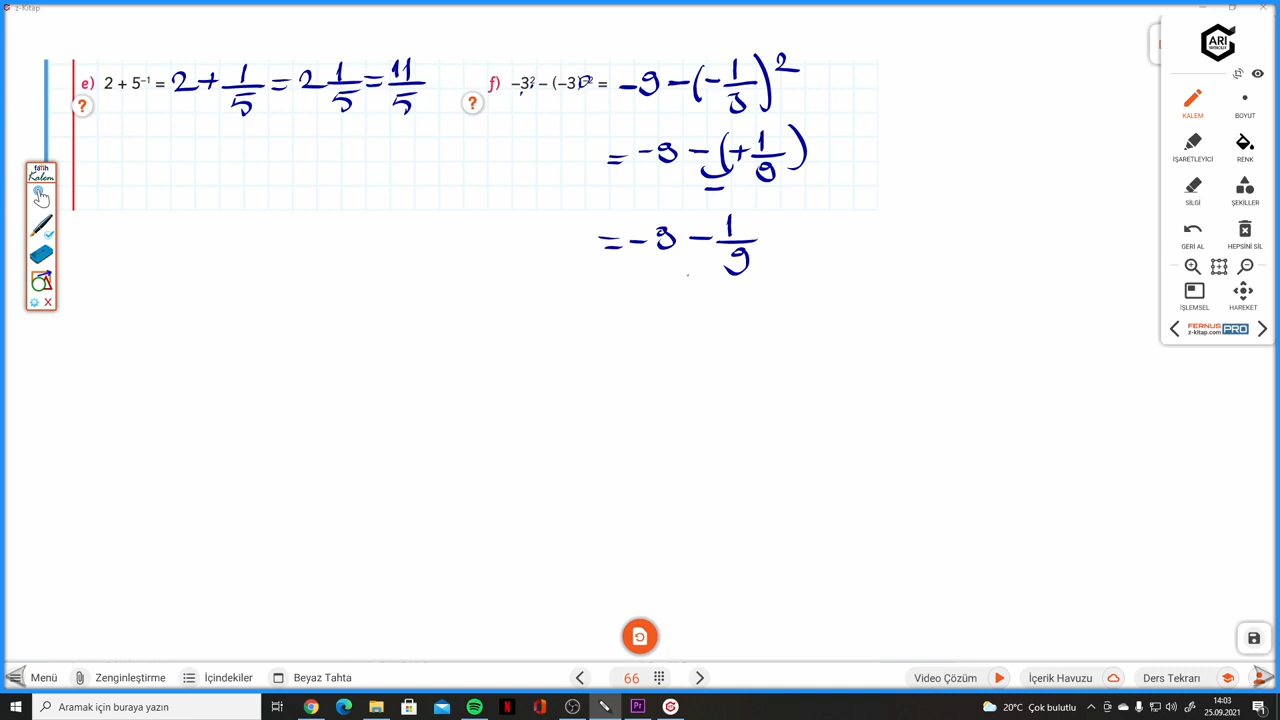 z-Kitap
e) 2 + 5⁻¹ = 2 + 1/5 = 2 1/5 = 11/5
f) −3² − (−3)⁻² = −9 − (−1/3)²
= −9 − (+1/9)
= −9 − 1/9
fatih
Kalem
ARI
YAYINCILIK
KALEM
BOYUT
İŞARETLEYİCİ
RENK
SİLGİ
ŞEKİLLER
GERİ AL
HEPSİNİ SİL
İŞLEMSEL
HAREKET
FERNUS
z-kitap.com PRO
Menü
Zenginleştirme
İçindekiler
Beyaz Tahta
66
Video Çözüm
İçerik Havuzu
Ders Tekrarı
Aramak için buraya yazın
20°C Çok bulutlu
14:03
25.09.2021